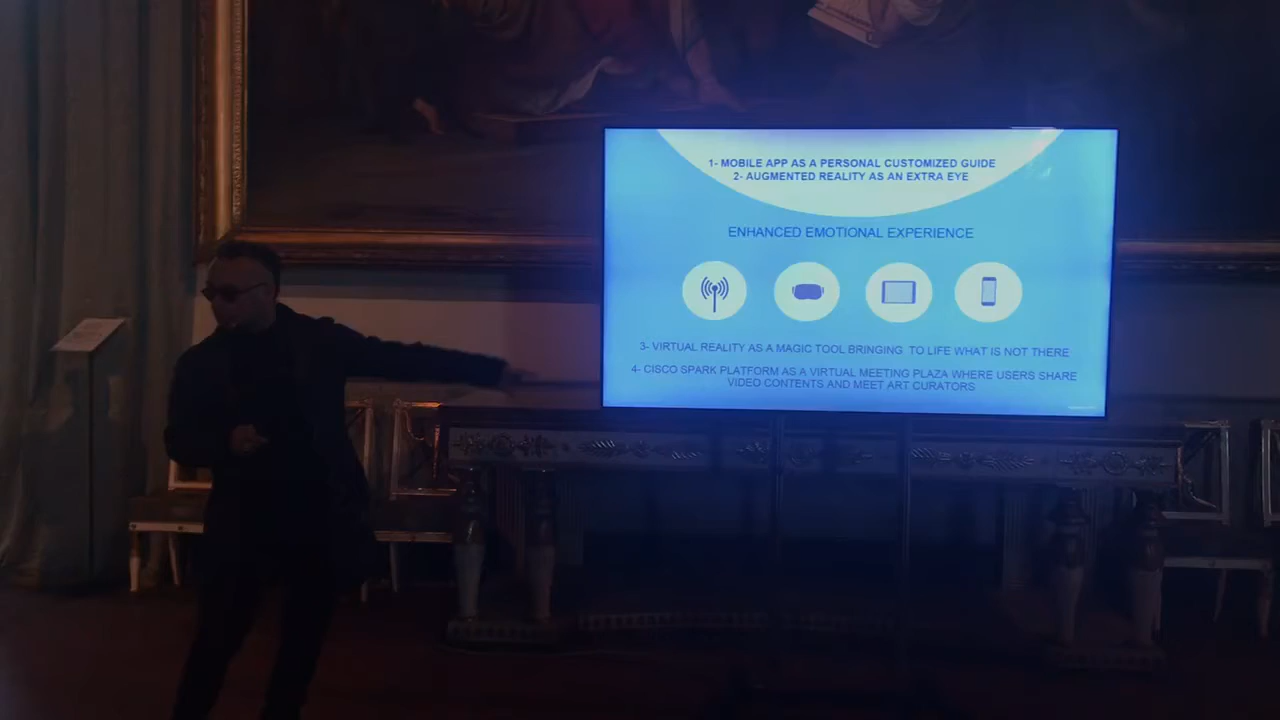 1- MOBILE APP AS A PERSONAL CUSTOMIZED GUIDE
2- AUGMENTED REALITY AS AN EXTRA EYE
ENHANCED EMOTIONAL EXPERIENCE
3- VIRTUAL REALITY AS A MAGIC TOOL BRINGING TO LIFE WHAT IS NOT THERE
4- CISCO SPARK PLATFORM AS A VIRTUAL MEETING PLAZA WHERE USERS SHARE
VIDEO CONTENTS AND MEET ART CURATORS